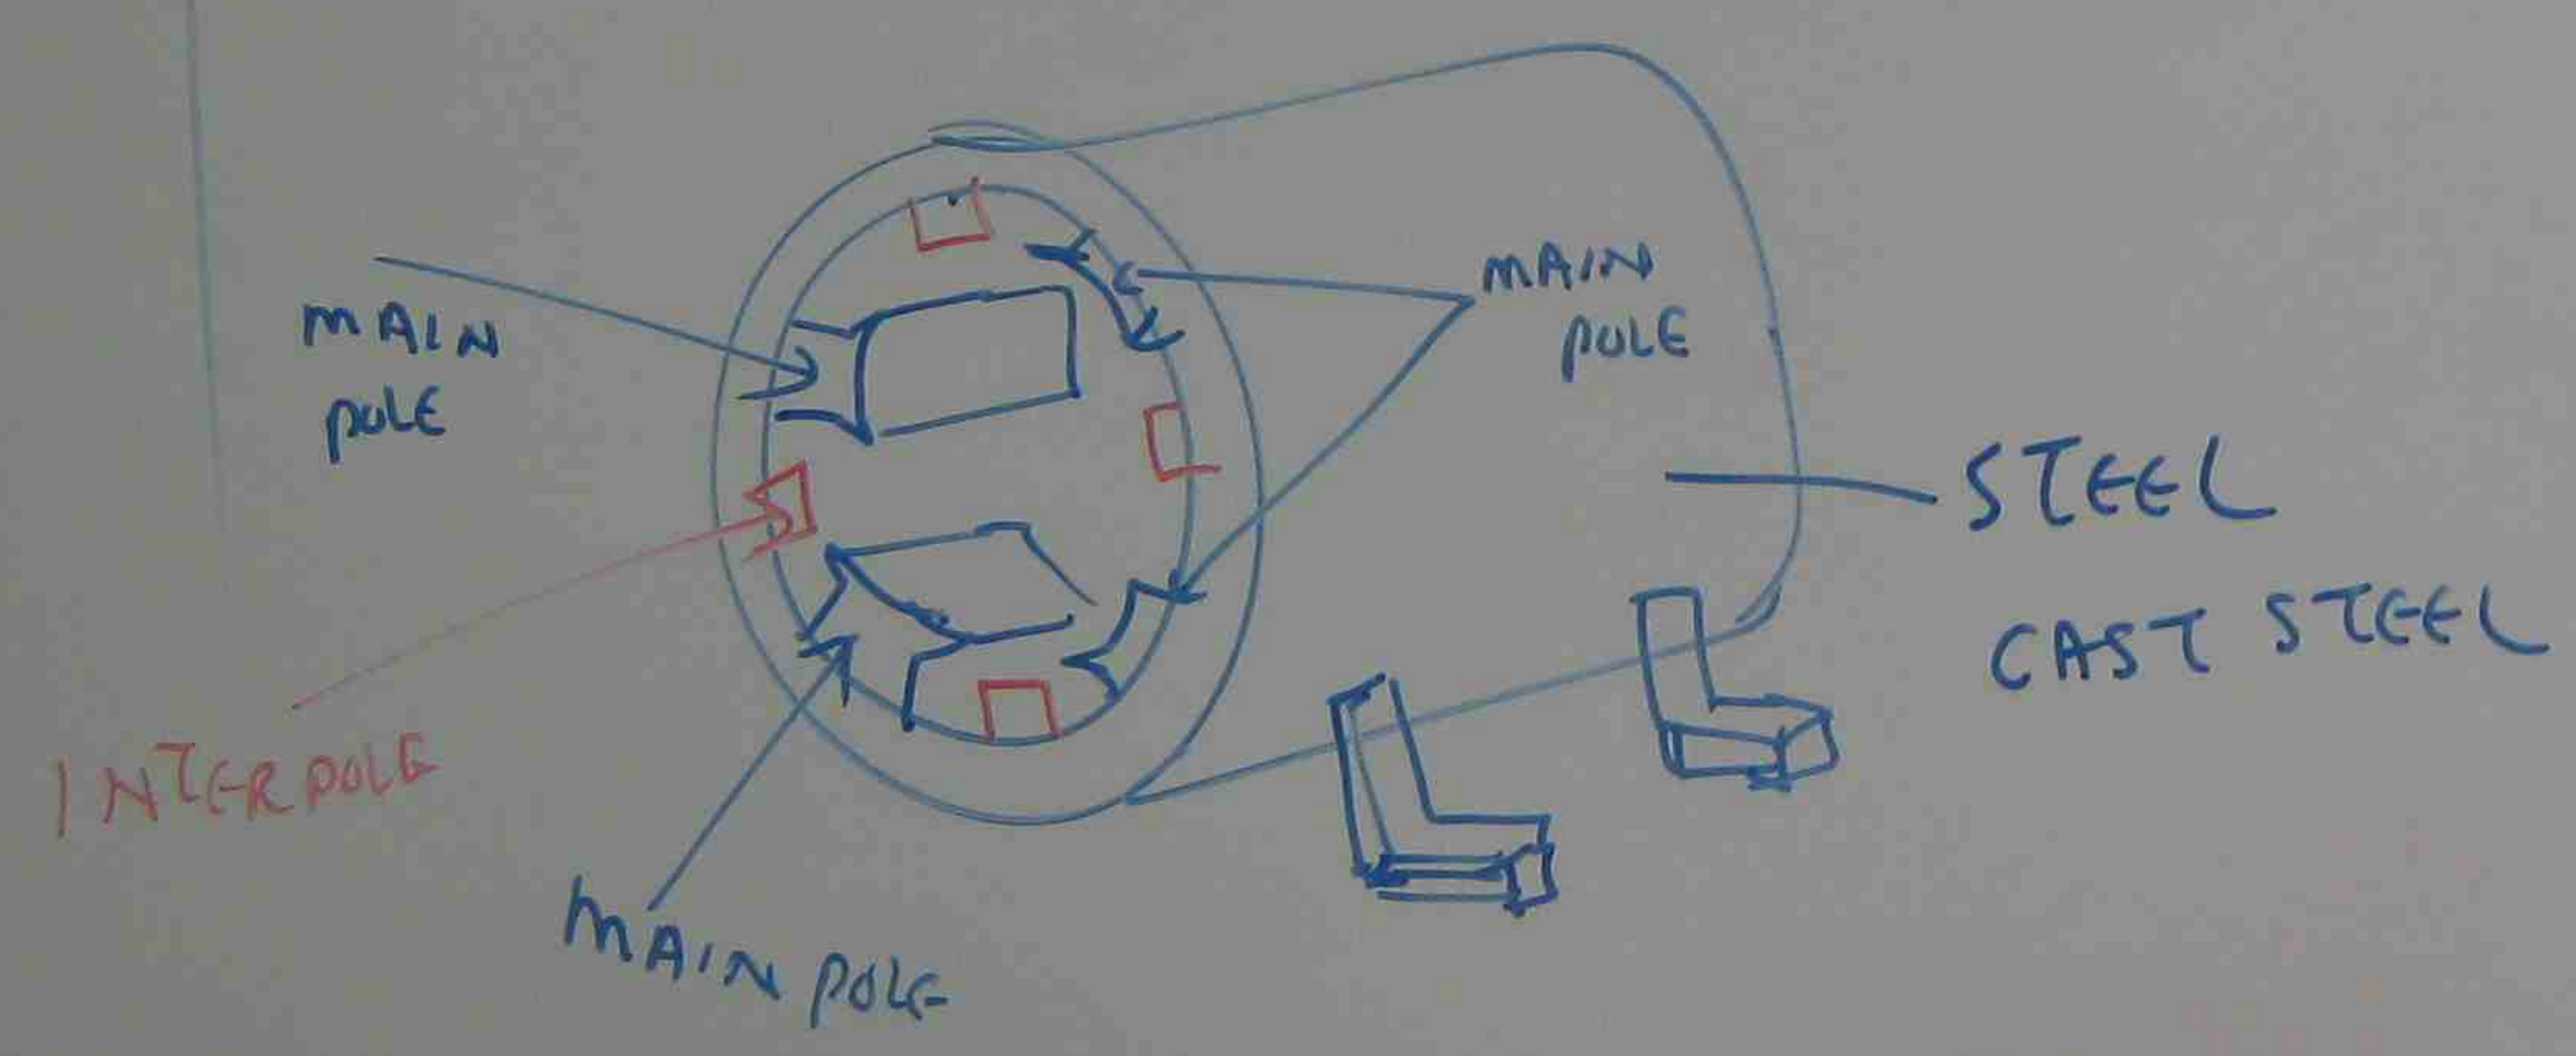 MAIN
POLE
MAIN
POLE
STEEL
CAST STEEL
INTERPOLE
MAIN POLE